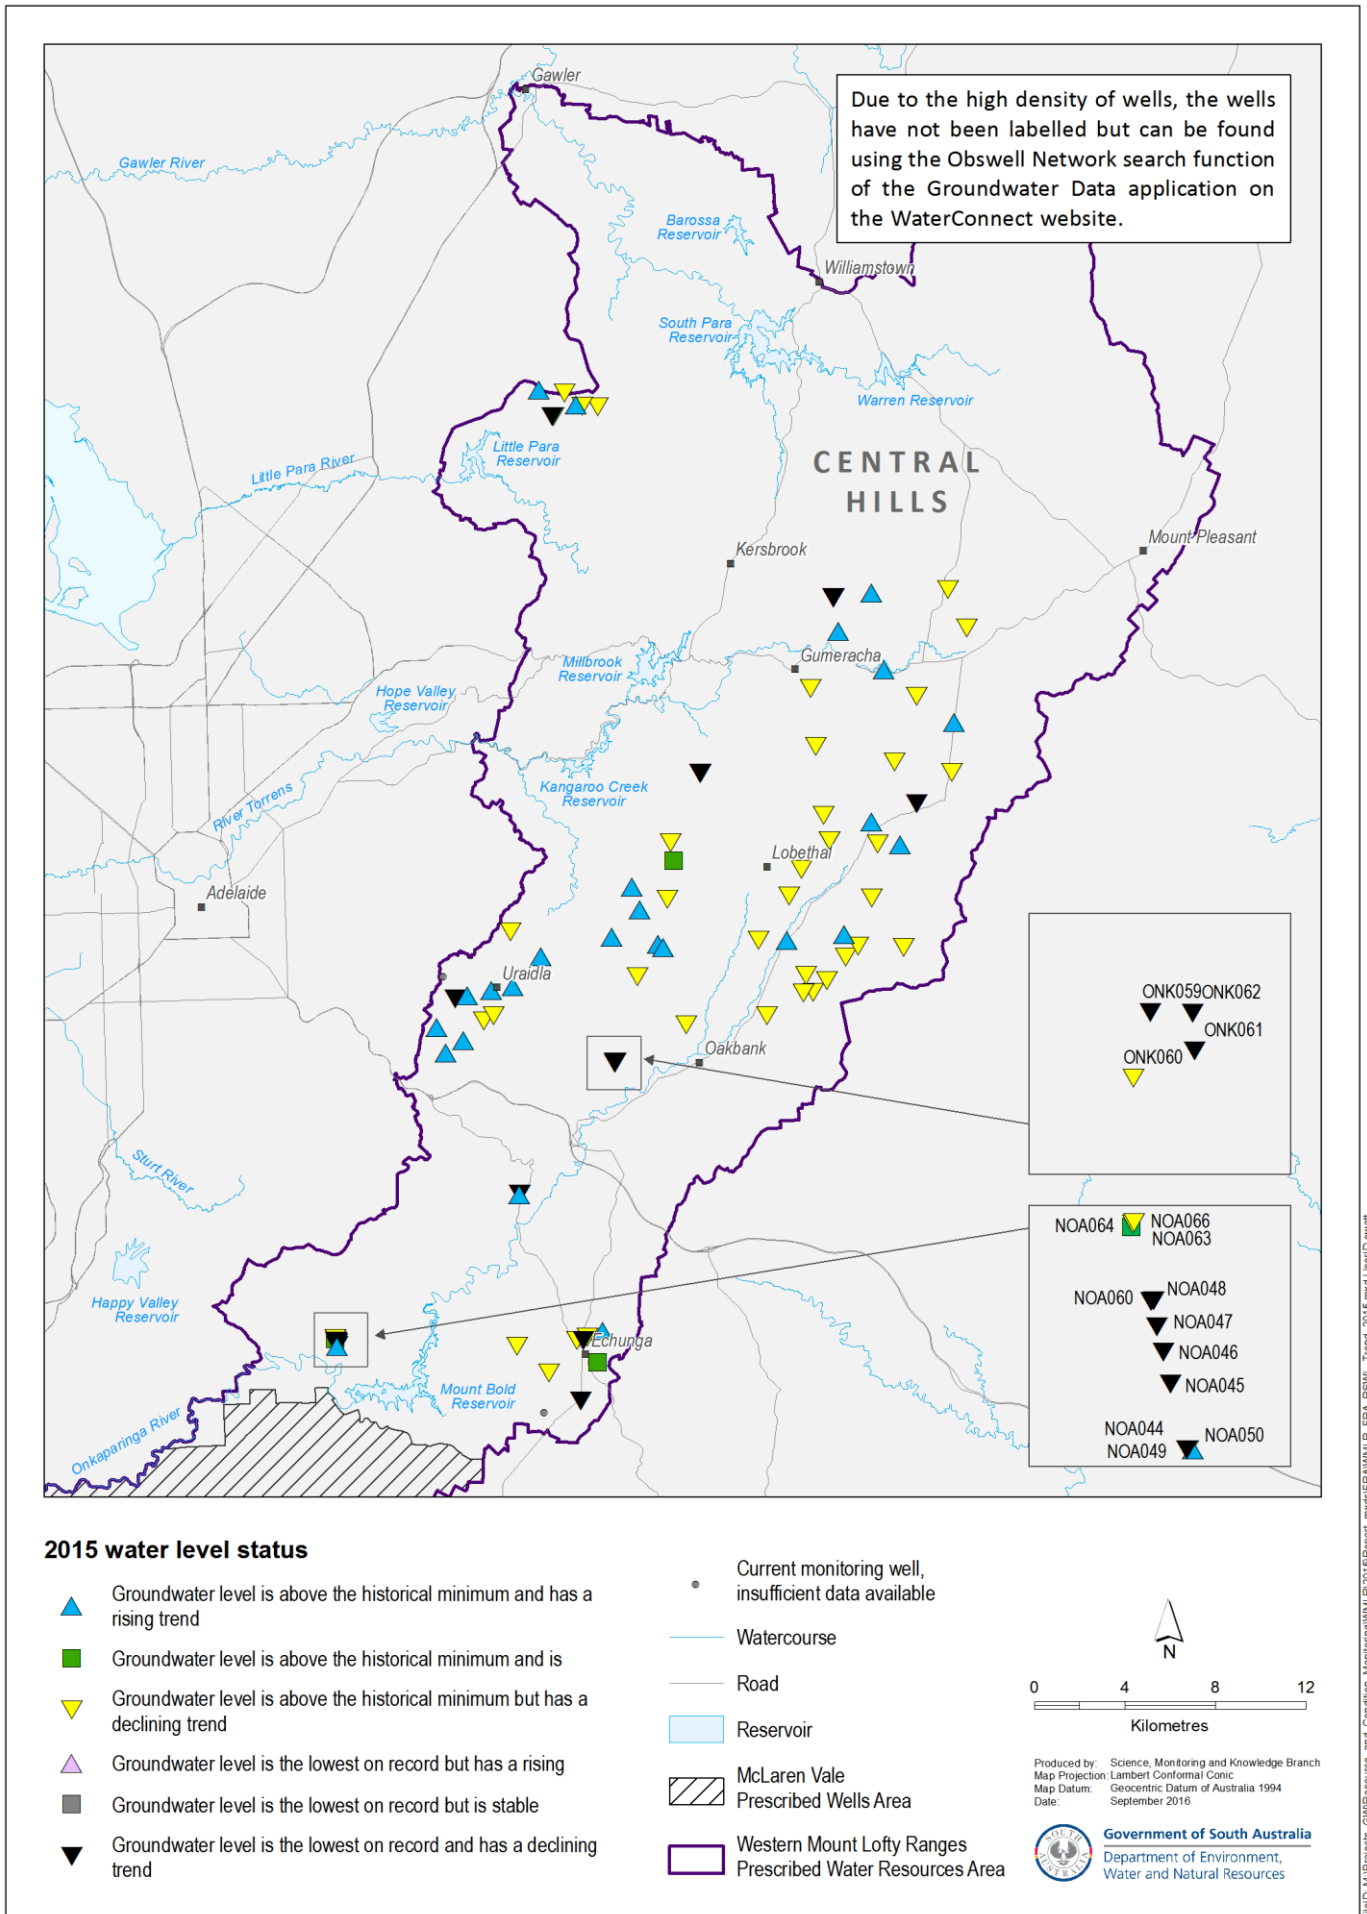 Gawler
Due to the high density of wells, the wells
have not been labelled but can be found
using the Obswell Network search function
of the Groundwater Data application on
the WaterConnect website.
Gawler River
Barossa
Reservoir
Williamstown
South Para
Reservoir
Warren Reservoir
Little Para
Reservoir
Little Para River
CENTRAL
HILLS
Mount Pleasant
Kersbrook
Gumeracha
Millbrook
Reservoir
Hope Valley
Reservoir
Kangaroo Creek
Reservoir
River Torrens
Lobethal
Adelaide
Uraidla
ONK059ONK062
ONK061
ONK060
Oakbank
Sturt River
NOA064
NOA066
NOA063
NOA048
NOA060
NOA047
NOA046
NOA045
NOA044
NOA050
NOA049
Happy Valley
Reservoir
Echunga
Mount Bold
Reservoir
Onkaparinga River
2015 water level status
Groundwater level is above the historical minimum and has a
rising trend
Groundwater level is above the historical minimum and is
Groundwater level is above the historical minimum but has a
declining trend
Groundwater level is the lowest on record but has a rising
Groundwater level is the lowest on record but is stable
Groundwater level is the lowest on record and has a declining
trend
Current monitoring well,
insufficient data available
Watercourse
Road
Reservoir
McLaren Vale
Prescribed Wells Area
Western Mount Lofty Ranges
Prescribed Water Resources Area
N
0 4 8 12
Kilometres
Produced by: Science, Monitoring and Knowledge Branch
Map Projection: Lambert Conformal Conic
Map Datum: Geocentric Datum of Australia 1994
Date: September 2016
SOUTH
AUSTRALIA
Government of South Australia
Department of Environment,
Water and Natural Resources